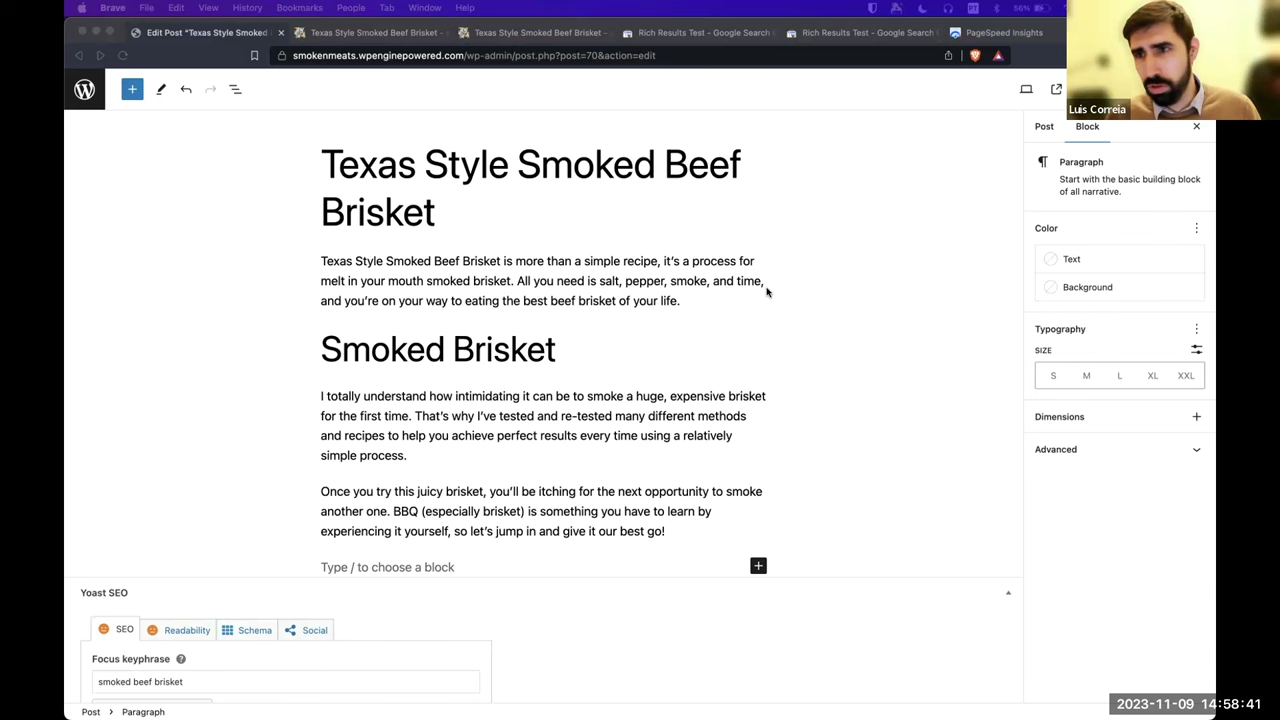 Brave File Edit View History Bookmarks People Tab Window Help 56%
Edit Post "Texas Style Smoked
Texas Style Smoked Beef Brisket -
Texas Style Smoked Beef Brisket -
Rich Results Test - Google Search
Rich Results Test - Google Search
PageSpeed Insights
smokenmeats.wpenginepowered.com/wp-admin/post.php?post=70&action=edit
Luis Correia
Post Block
Paragraph
Start with the basic building block
of all narrative.
Color
Text
Background
Typography
SIZE
S M L XL XXL
Dimensions
Advanced
Texas Style Smoked Beef
Brisket
Texas Style Smoked Beef Brisket is more than a simple recipe, it's a process for
melt in your mouth smoked brisket. All you need is salt, pepper, smoke, and time,
and you're on your way to eating the best beef brisket of your life.
Smoked Brisket
I totally understand how intimidating it can be to smoke a huge, expensive brisket
for the first time. That's why I've tested and re-tested many different methods
and recipes to help you achieve perfect results every time using a relatively
simple process.
Once you try this juicy brisket, you'll be itching for the next opportunity to smoke
another one. BBQ (especially brisket) is something you have to learn by
experiencing it yourself, so let's jump in and give it our best go!
Type / to choose a block
Yoast SEO
SEO Readability Schema Social
Focus keyphrase
smoked beef brisket
Post > Paragraph
2023-11-09 14:58:41